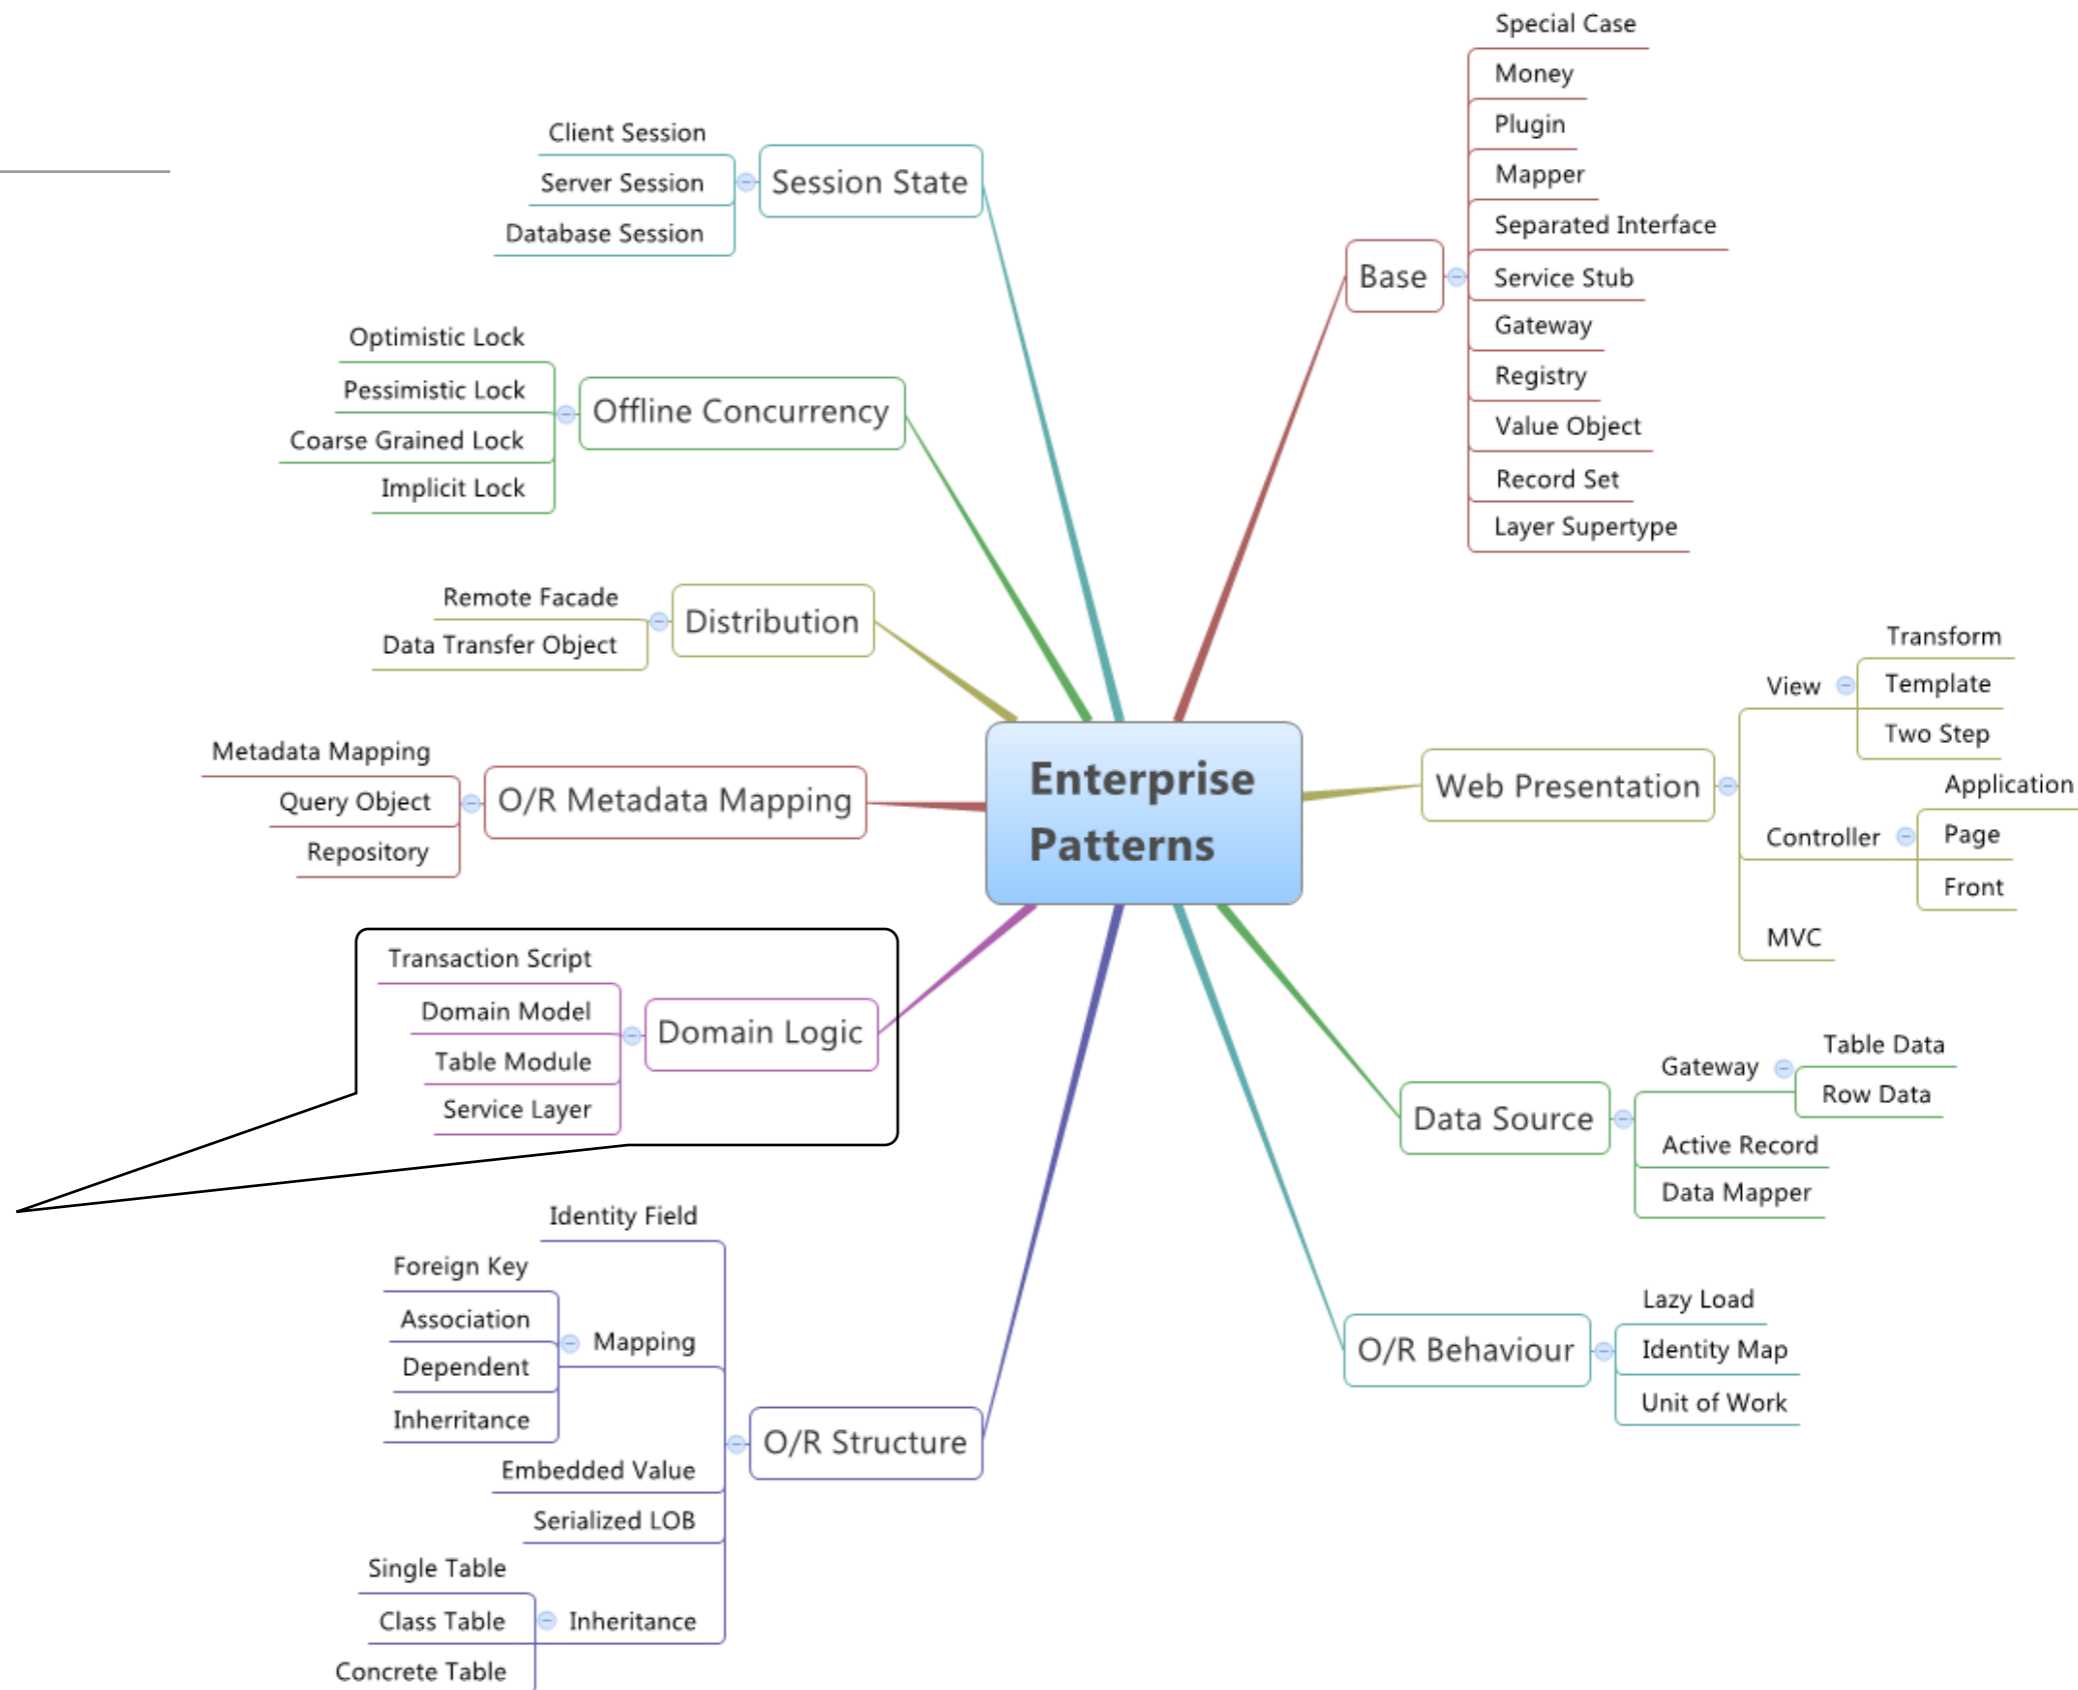 Enterprise
Patterns
Session State
Client Session
Server Session
Database Session
Offline Concurrency
Optimistic Lock
Pessimistic Lock
Coarse Grained Lock
Implicit Lock
Distribution
Remote Facade
Data Transfer Object
O/R Metadata Mapping
Metadata Mapping
Query Object
Repository
Domain Logic
Transaction Script
Domain Model
Table Module
Service Layer
O/R Structure
Identity Field
Mapping
Foreign Key
Association
Dependent
Inherritance
Embedded Value
Serialized LOB
Inheritance
Single Table
Class Table
Concrete Table
Base
Special Case
Money
Plugin
Mapper
Separated Interface
Service Stub
Gateway
Registry
Value Object
Record Set
Layer Supertype
Web Presentation
View
Transform
Template
Two Step
Controller
Application
Page
Front
MVC
Data Source
Gateway
Table Data
Row Data
Active Record
Data Mapper
O/R Behaviour
Lazy Load
Identity Map
Unit of Work